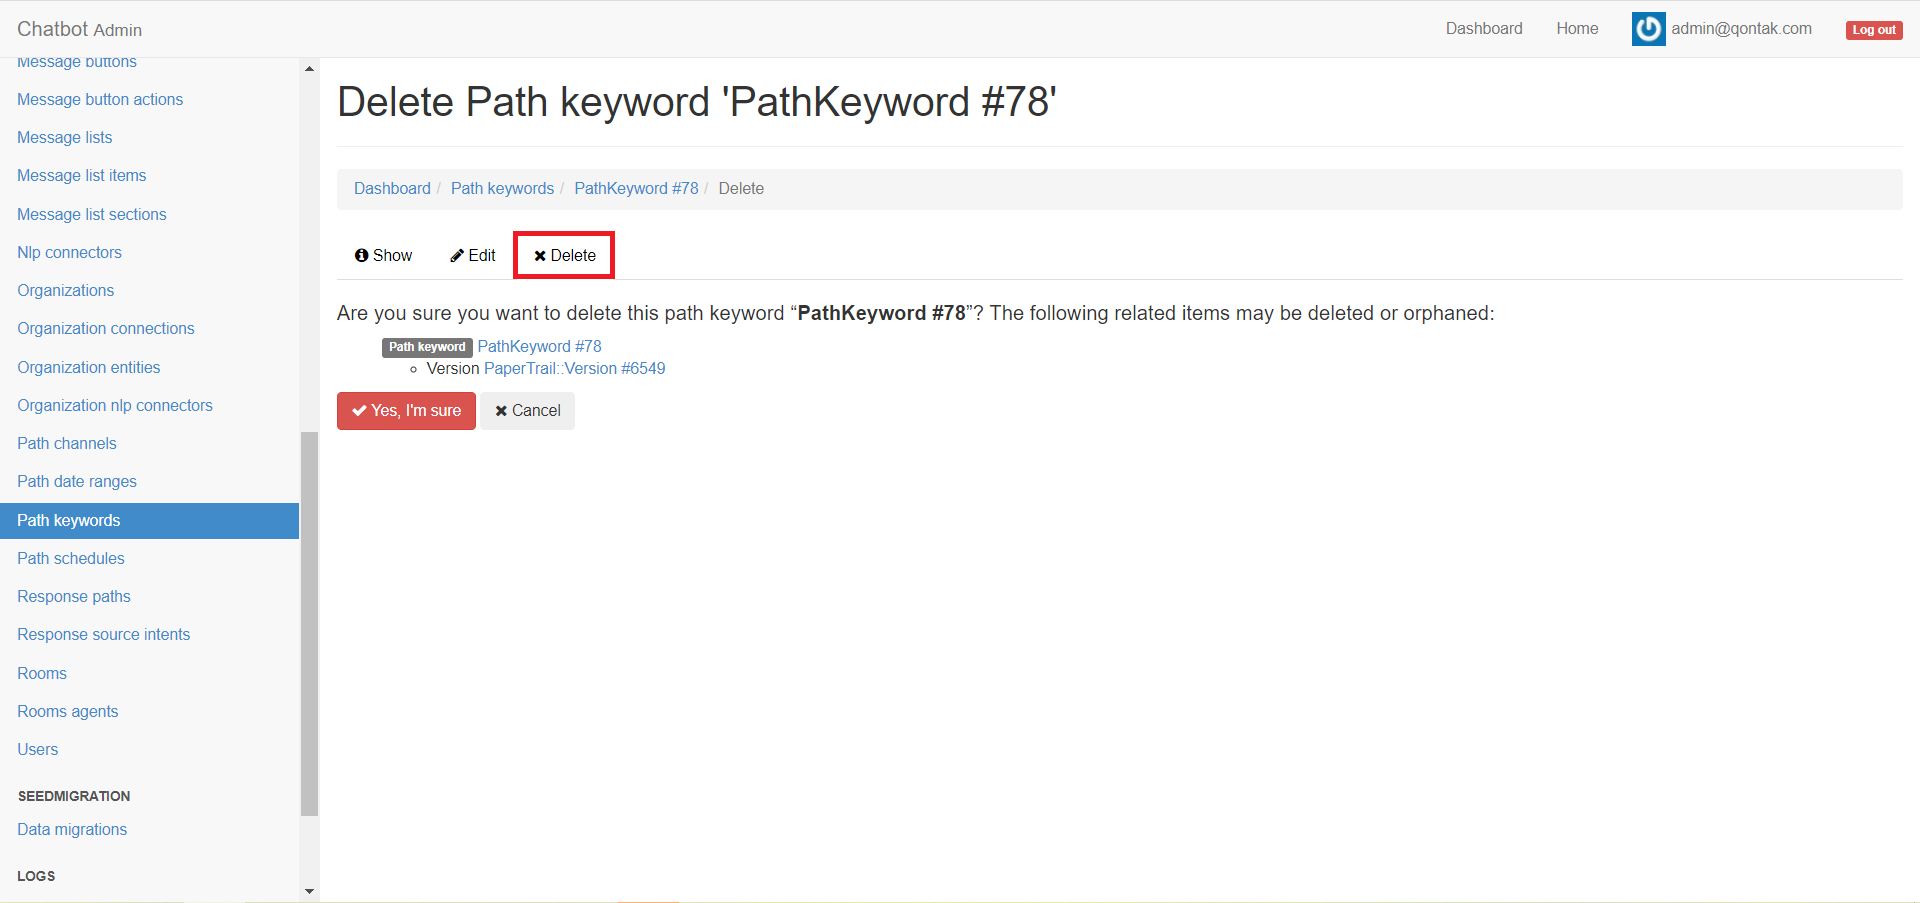 Chatbot Admin
Dashboard
Home
admin@qontak.com
Log out
Message buttons
Message button actions
Message lists
Message list items
Message list sections
Nlp connectors
Organizations
Organization connections
Organization entities
Organization nlp connectors
Path channels
Path date ranges
Path keywords
Path schedules
Response paths
Response source intents
Rooms
Rooms agents
Users
SEEDMIGRATION
Data migrations
LOGS
Delete Path keyword 'PathKeyword #78'
Dashboard / Path keywords / PathKeyword #78 / Delete
Show
Edit
Delete
Are you sure you want to delete this path keyword “PathKeyword #78”? The following related items may be deleted or orphaned:
Path keyword PathKeyword #78
Version PaperTrail::Version #6549
Yes, I'm sure
Cancel